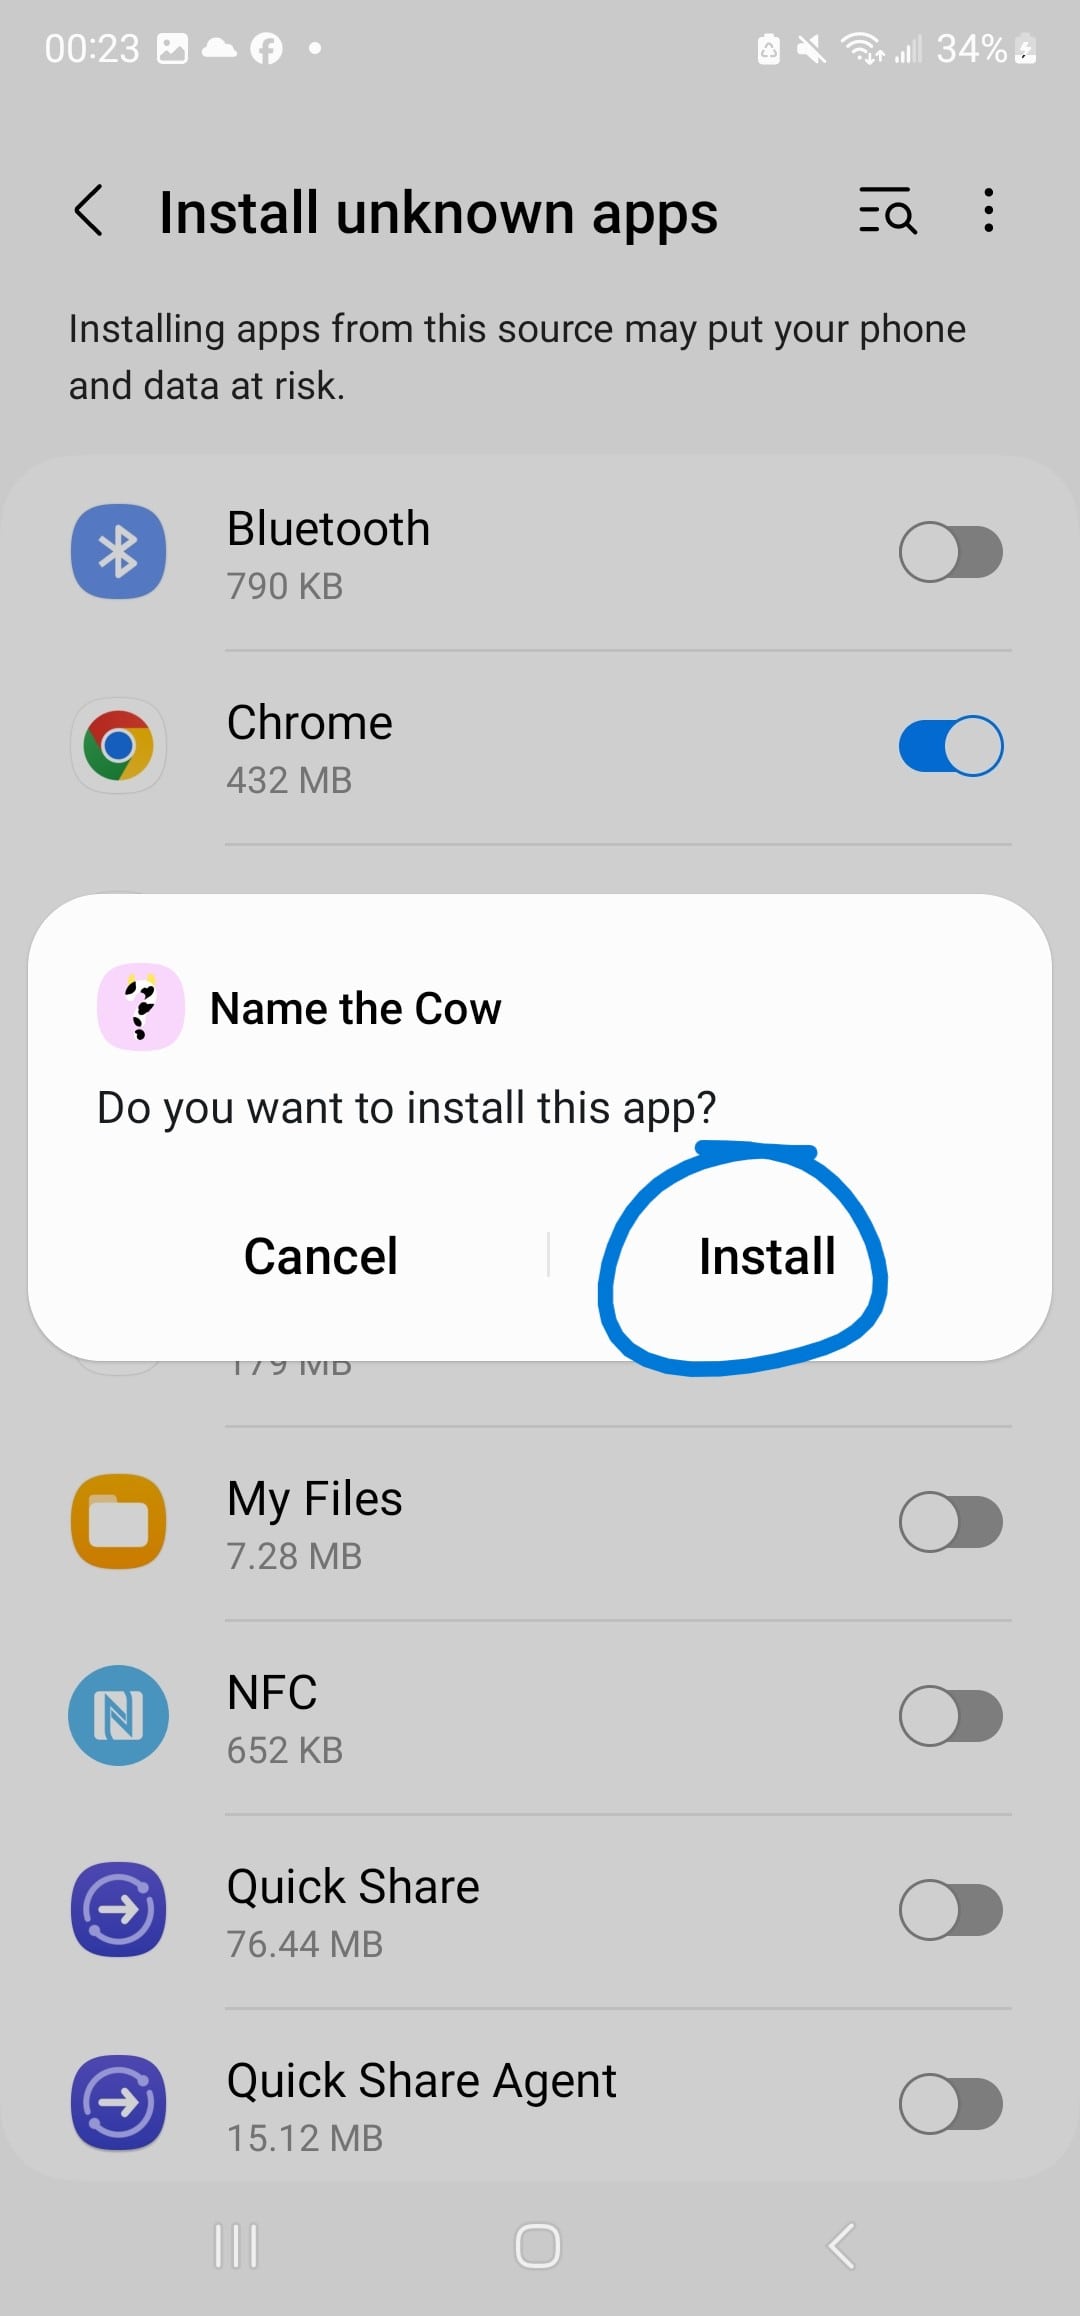 00:23
34%
Install unknown apps
Installing apps from this source may put your phone
and data at risk.
Bluetooth
790 KB
Chrome
432 MB
Name the Cow
Do you want to install this app?
Cancel
Install
179 MB
My Files
7.28 MB
NFC
652 KB
Quick Share
76.44 MB
Quick Share Agent
15.12 MB